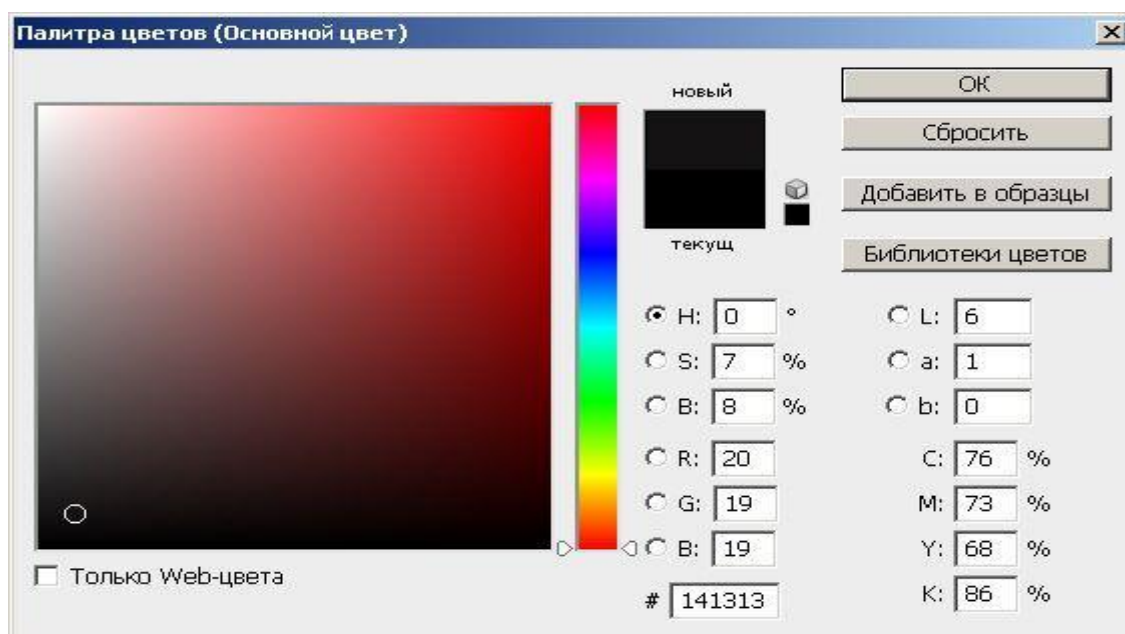 Палитра цветов (Основной цвет)
новый
текущ
ОК
Сбросить
Добавить в образцы
Библиотеки цветов
H: 0 °
S: 7 %
B: 8 %
R: 20
G: 19
B: 19
# 141313
L: 6
a: 1
b: 0
C: 76 %
M: 73 %
Y: 68 %
K: 86 %
Только Web-цвета